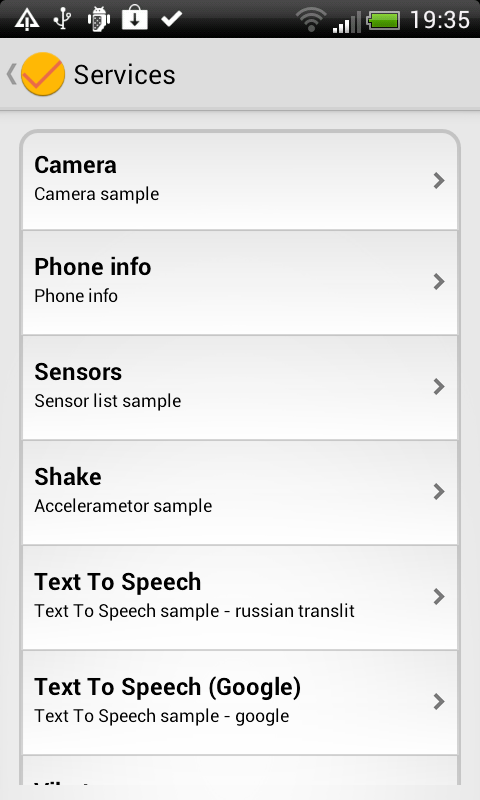 19:35
Services
Camera
Camera sample
Phone info
Phone info
Sensors
Sensor list sample
Shake
Accelerametor sample
Text To Speech
Text To Speech sample - russian translit
Text To Speech (Google)
Text To Speech sample - google